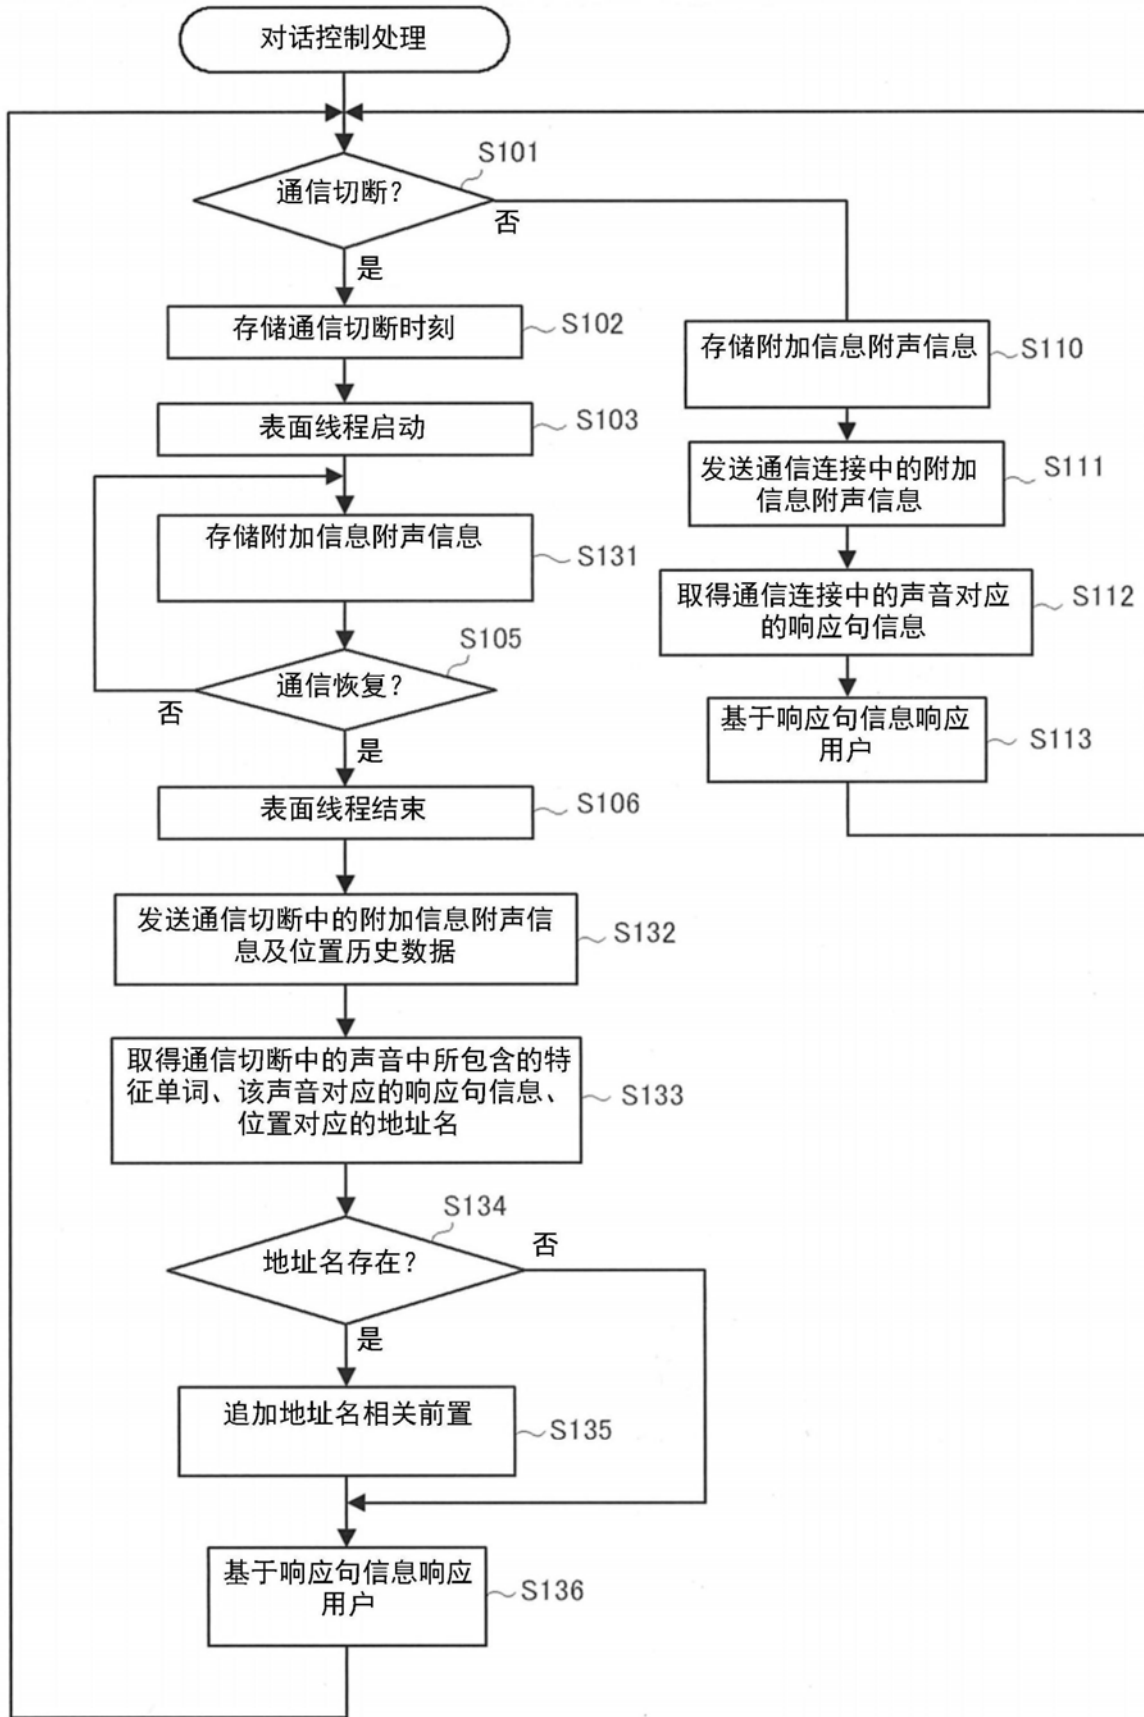 对话控制处理
S101
通信切断？
否
是
存储通信切断时刻
S102
表面线程启动
S103
存储附加信息附声信息
S131
S105
通信恢复？
否
是
表面线程结束
S106
发送通信切断中的附加信息附声信
息及位置历史数据
S132
取得通信切断中的声音中所包含的特
征单词、该声音对应的响应句信息、
位置对应的地址名
S133
S134
地址名存在？
否
是
追加地址名相关前置
S135
基于响应句信息响应
用户
S136
存储附加信息附声信息
S110
发送通信连接中的附加
信息附声信息
S111
取得通信连接中的声音对应
的响应句信息
S112
基于响应句信息响应
用户
S113